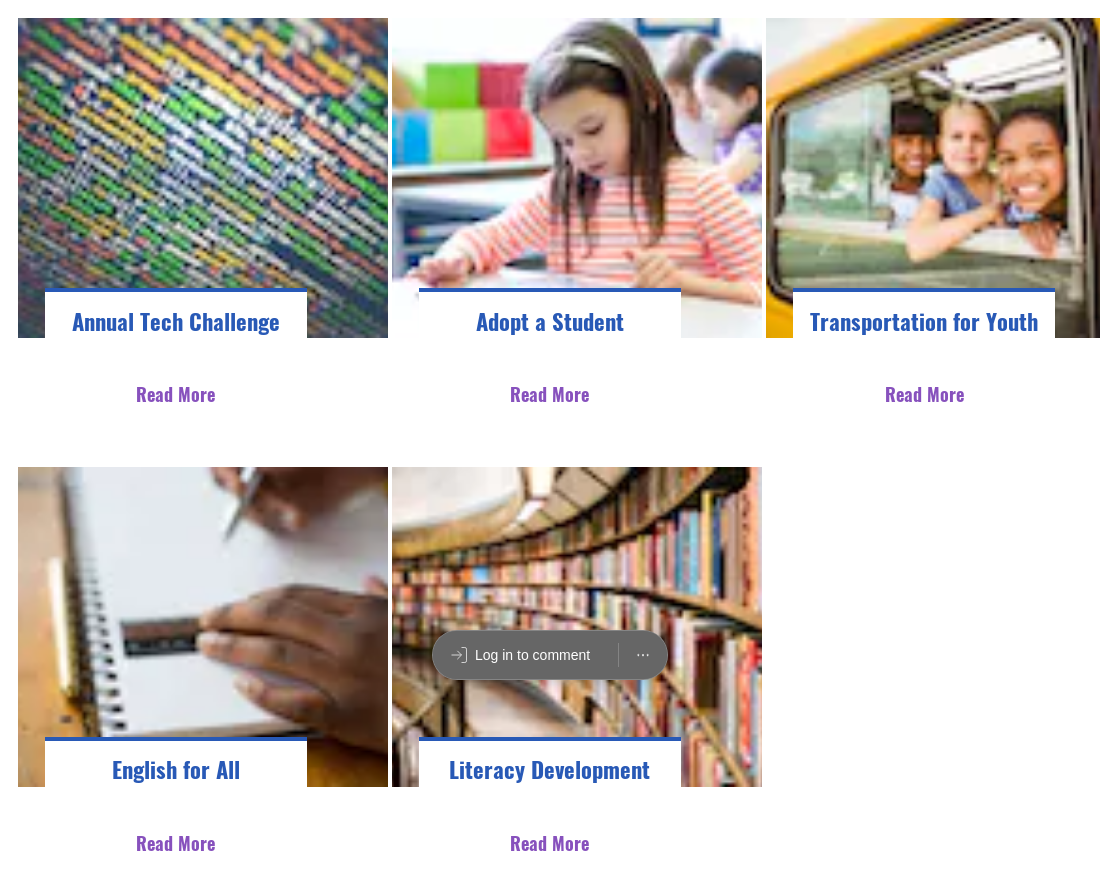 Annual Tech Challenge
Adopt a Student
Transportation for Youth
Read More
Read More
Read More
Log in to comment
English for All
Literacy Development
Read More
Read More